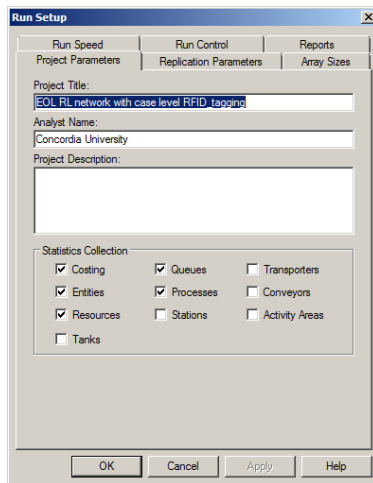 Run Setup
Run Speed Run Control Reports
Project Parameters Replication Parameters Array Sizes
Project Title:
EOL RL network with case level RFID_tagging
Analyst Name:
Concordia University
Project Description:
Statistics Collection
Costing Queues Transporters
Entities Processes Conveyors
Resources Stations Activity Areas
Tanks
OK Cancel Apply Help